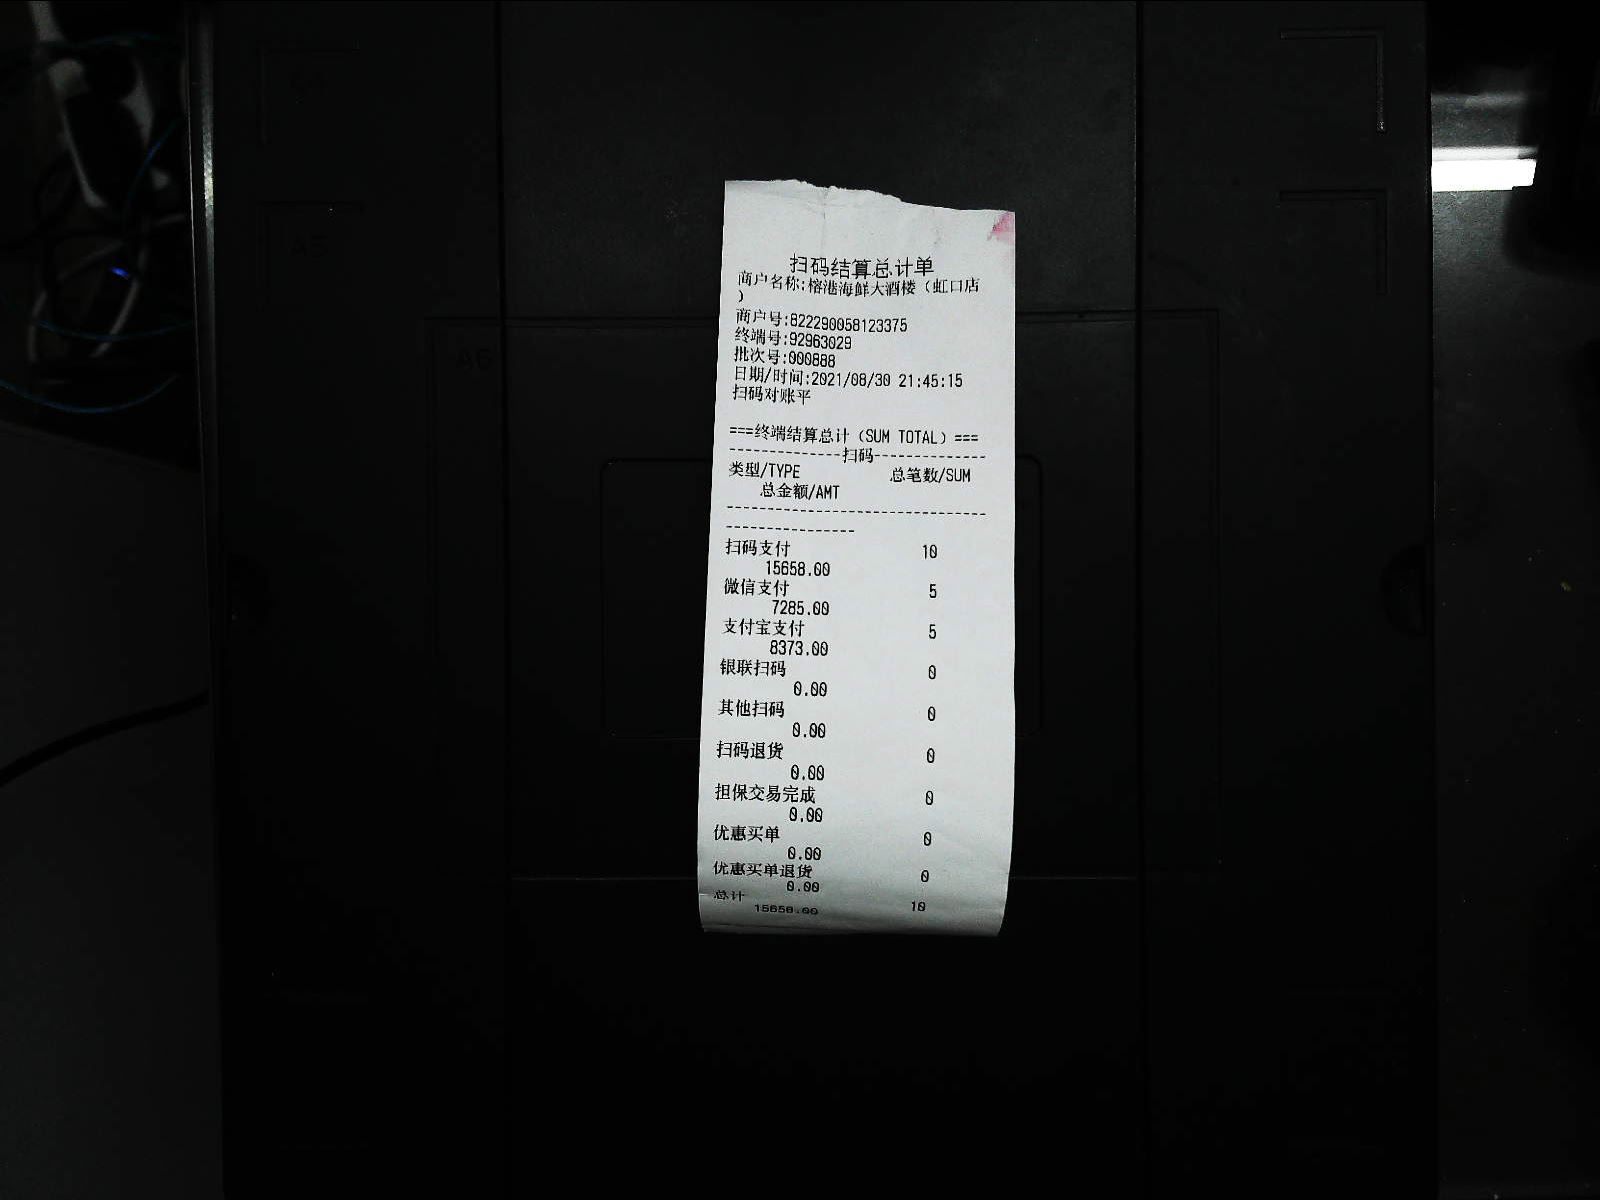 扫码结算总计单
商户名称:榕港海鲜大酒楼（虹口店
）
商户号:822290058123375
终端号:92963029
批次号:000888
日期/时间:2021/08/30 21:45:15
扫码对账平
===终端结算总计（SUM TOTAL）===
--------------扫码--------------
类型/TYPE 总笔数/SUM
总金额/AMT
--------------------------------
----------------
扫码支付 10
15658.00
微信支付 5
7285.00
支付宝支付 5
8373.00
银联扫码 0
0.00
其他扫码 0
0.00
扫码退货 0
0.00
担保交易完成 0
0.00
优惠买单 0
0.00
优惠买单退货 0
0.00
总计 10
15658.00
A5
A6